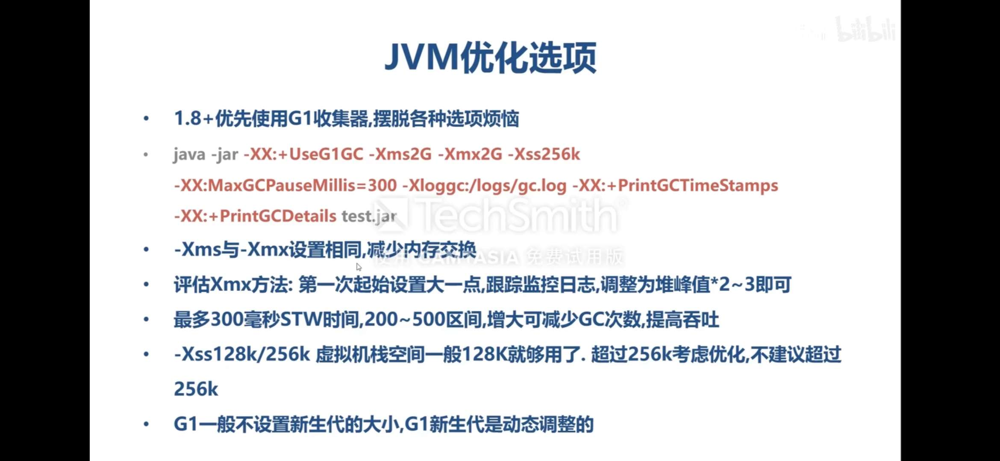 bilibili
JVM优化选项
• 1.8+优先使用G1收集器,摆脱各种选项烦恼
• java -jar -XX:+UseG1GC -Xms2G -Xmx2G -Xss256k
-XX:MaxGCPauseMillis=300 -Xloggc:/logs/gc.log -XX:+PrintGCTimeStamps
-XX:+PrintGCDetails test.jar
TechSmith®
• -Xms与-Xmx设置相同,减少内存交换
使用 CAMTASIA 免费试用版
• 评估Xmx方法: 第一次起始设置大一点,跟踪监控日志,调整为堆峰值*2~3即可
• 最多300毫秒STW时间,200~500区间,增大可减少GC次数,提高吞吐
• -Xss128k/256k 虚拟机栈空间一般128K就够用了. 超过256k考虑优化,不建议超过
256k
• G1一般不设置新生代的大小,G1新生代是动态调整的